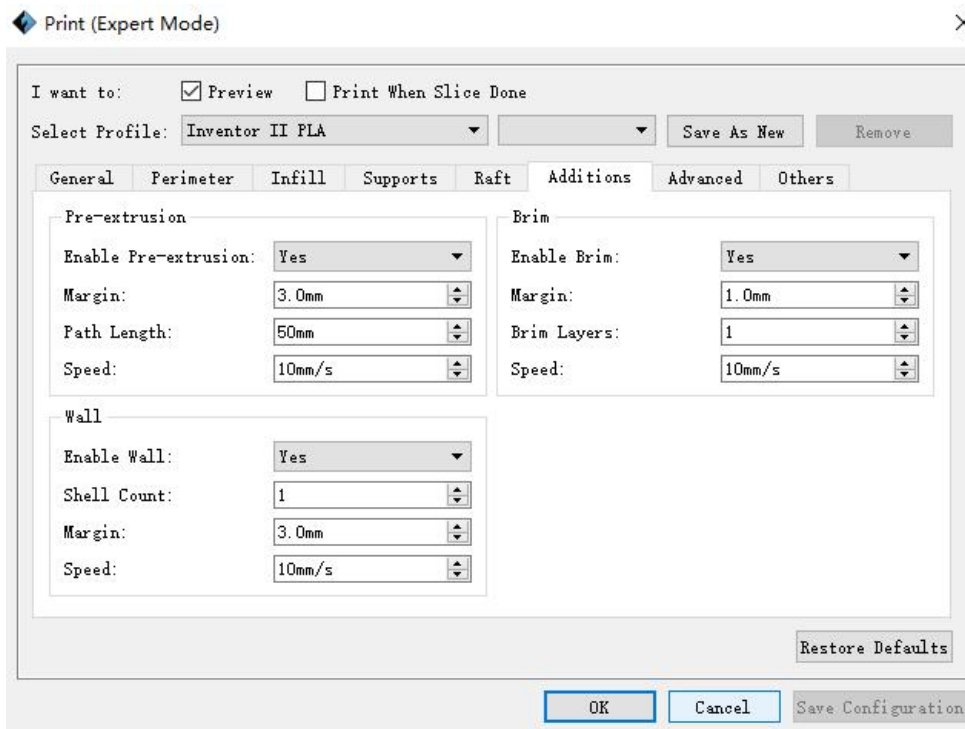 Print (Expert Mode)
I want to: Preview Print When Slice Done
Select Profile: Inventor II PLA Save As New Remove
General Perimeter Infill Supports Raft Additions Advanced Others
Pre-extrusion
Enable Pre-extrusion: Yes
Margin: 3.0mm
Path Length: 50mm
Speed: 10mm/s
Brim
Enable Brim: Yes
Margin: 1.0mm
Brim Layers: 1
Speed: 10mm/s
Wall
Enable Wall: Yes
Shell Count: 1
Margin: 3.0mm
Speed: 10mm/s
Restore Defaults
OK Cancel Save Configuration